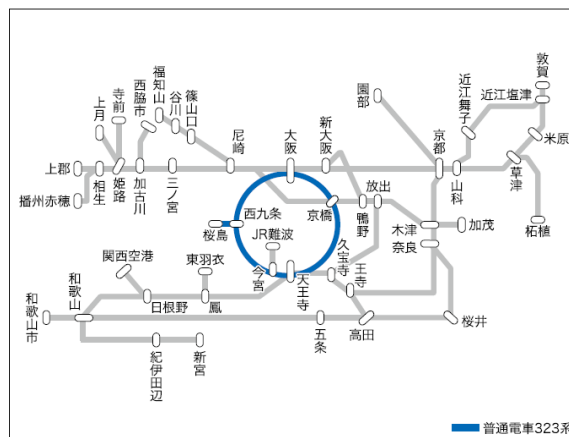 敦賀
近江塩津
近江舞子
園部
福知山
谷川
篠山口
西脇市
寺前
上月
米原
京都
新大阪
大阪
尼崎
上郡
相生
姫路
加古川
三ノ宮
山科
草津
播州赤穂
放出
京橋
鴨野
柘植
西九条
桜島
JR難波
木津
加茂
奈良
久宝寺
王寺
関西空港
東羽衣
今宮
天王寺
和歌山市
和歌山
日根野
鳳
五条
高田
桜井
紀伊田辺
新宮
普通電車323系